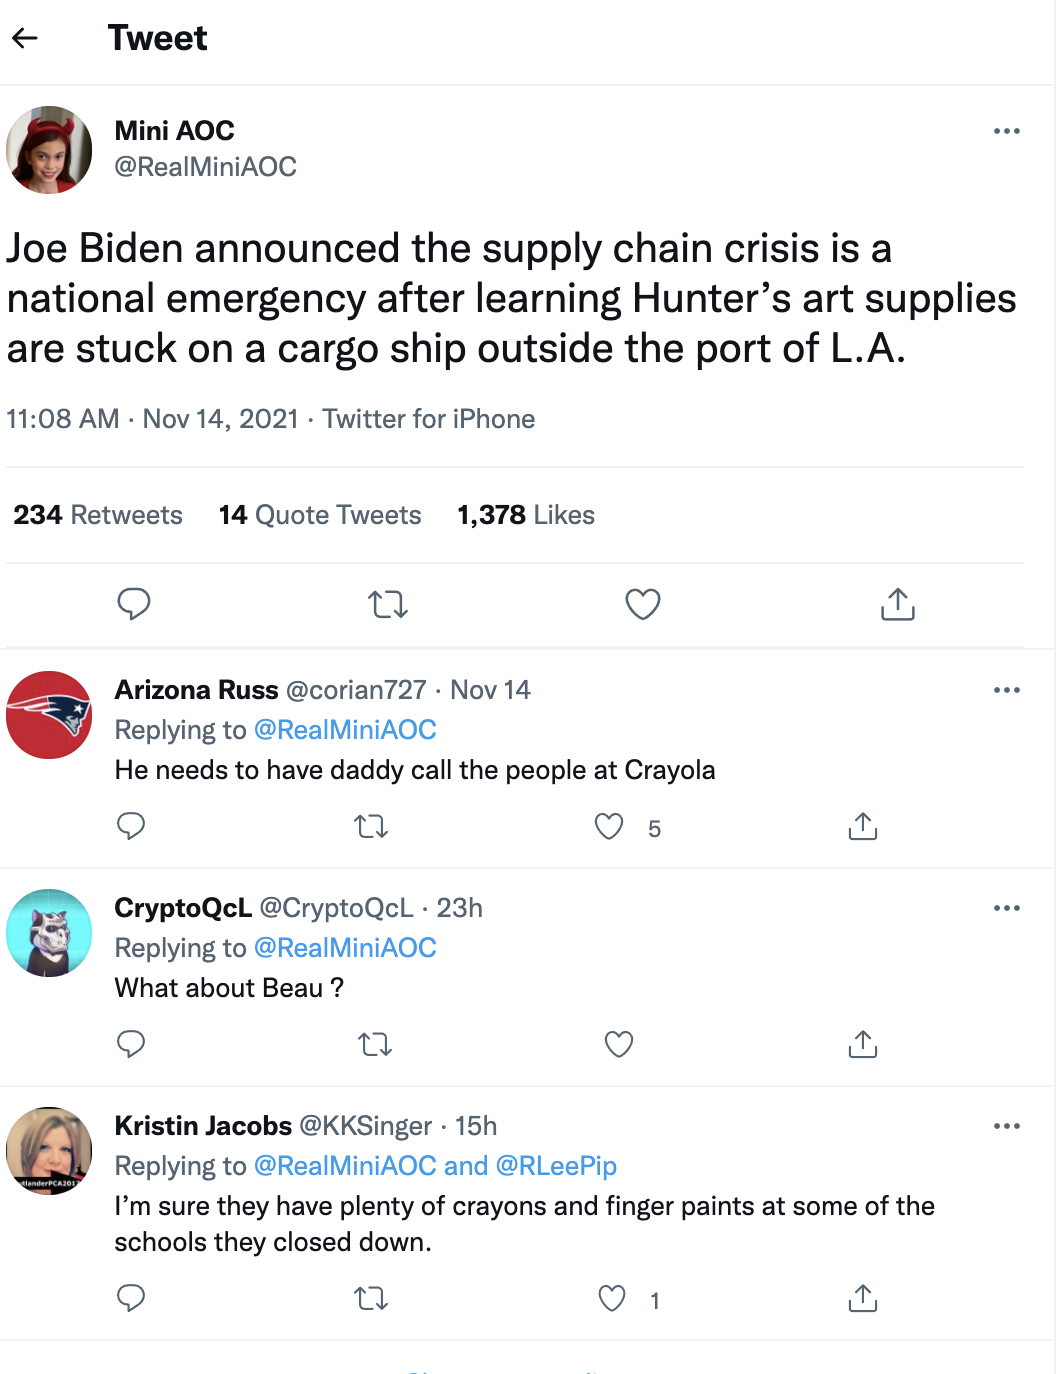 Tweet
Mini AOC
@RealMiniAOC
Joe Biden announced the supply chain crisis is a
national emergency after learning Hunter’s art supplies
are stuck on a cargo ship outside the port of L.A.
11:08 AM · Nov 14, 2021 · Twitter for iPhone
234 Retweets 14 Quote Tweets 1,378 Likes
Arizona Russ @corian727 · Nov 14
Replying to @RealMiniAOC
He needs to have daddy call the people at Crayola
5
CryptoQcL @CryptoQcL · 23h
Replying to @RealMiniAOC
What about Beau ?
Kristin Jacobs @KKSinger · 15h
Replying to @RealMiniAOC and @RLeePip
I’m sure they have plenty of crayons and finger paints at some of the
schools they closed down.
1